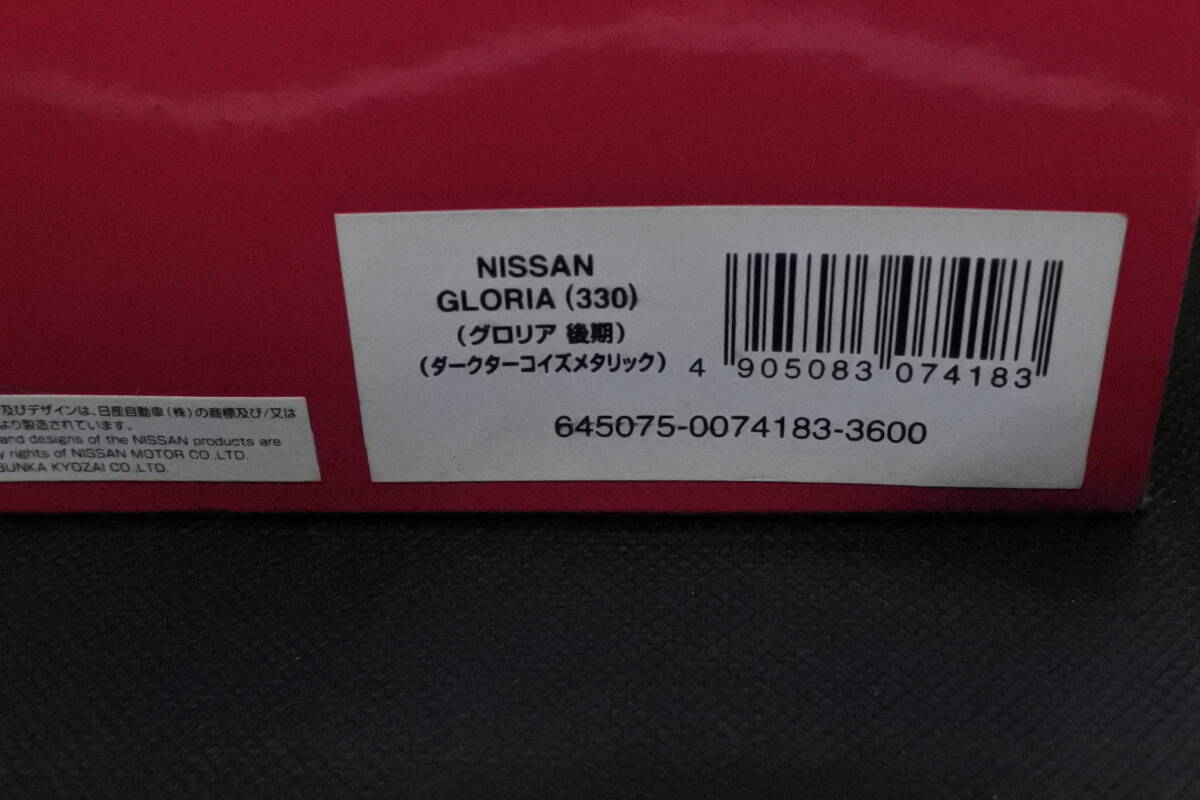 NISSAN
GLORIA (330)
(グロリア 後期)
(ダークターコイズメタリック)
4 905083 074183
645075-0074183-3600
及びデザインは、日産自動車(株)の商標及び/又は
より製造されています。
and designs of the NISSAN products are
rights of NISSAN MOTOR CO.,LTD.
BUNKA KYOZAI CO.,LTD.